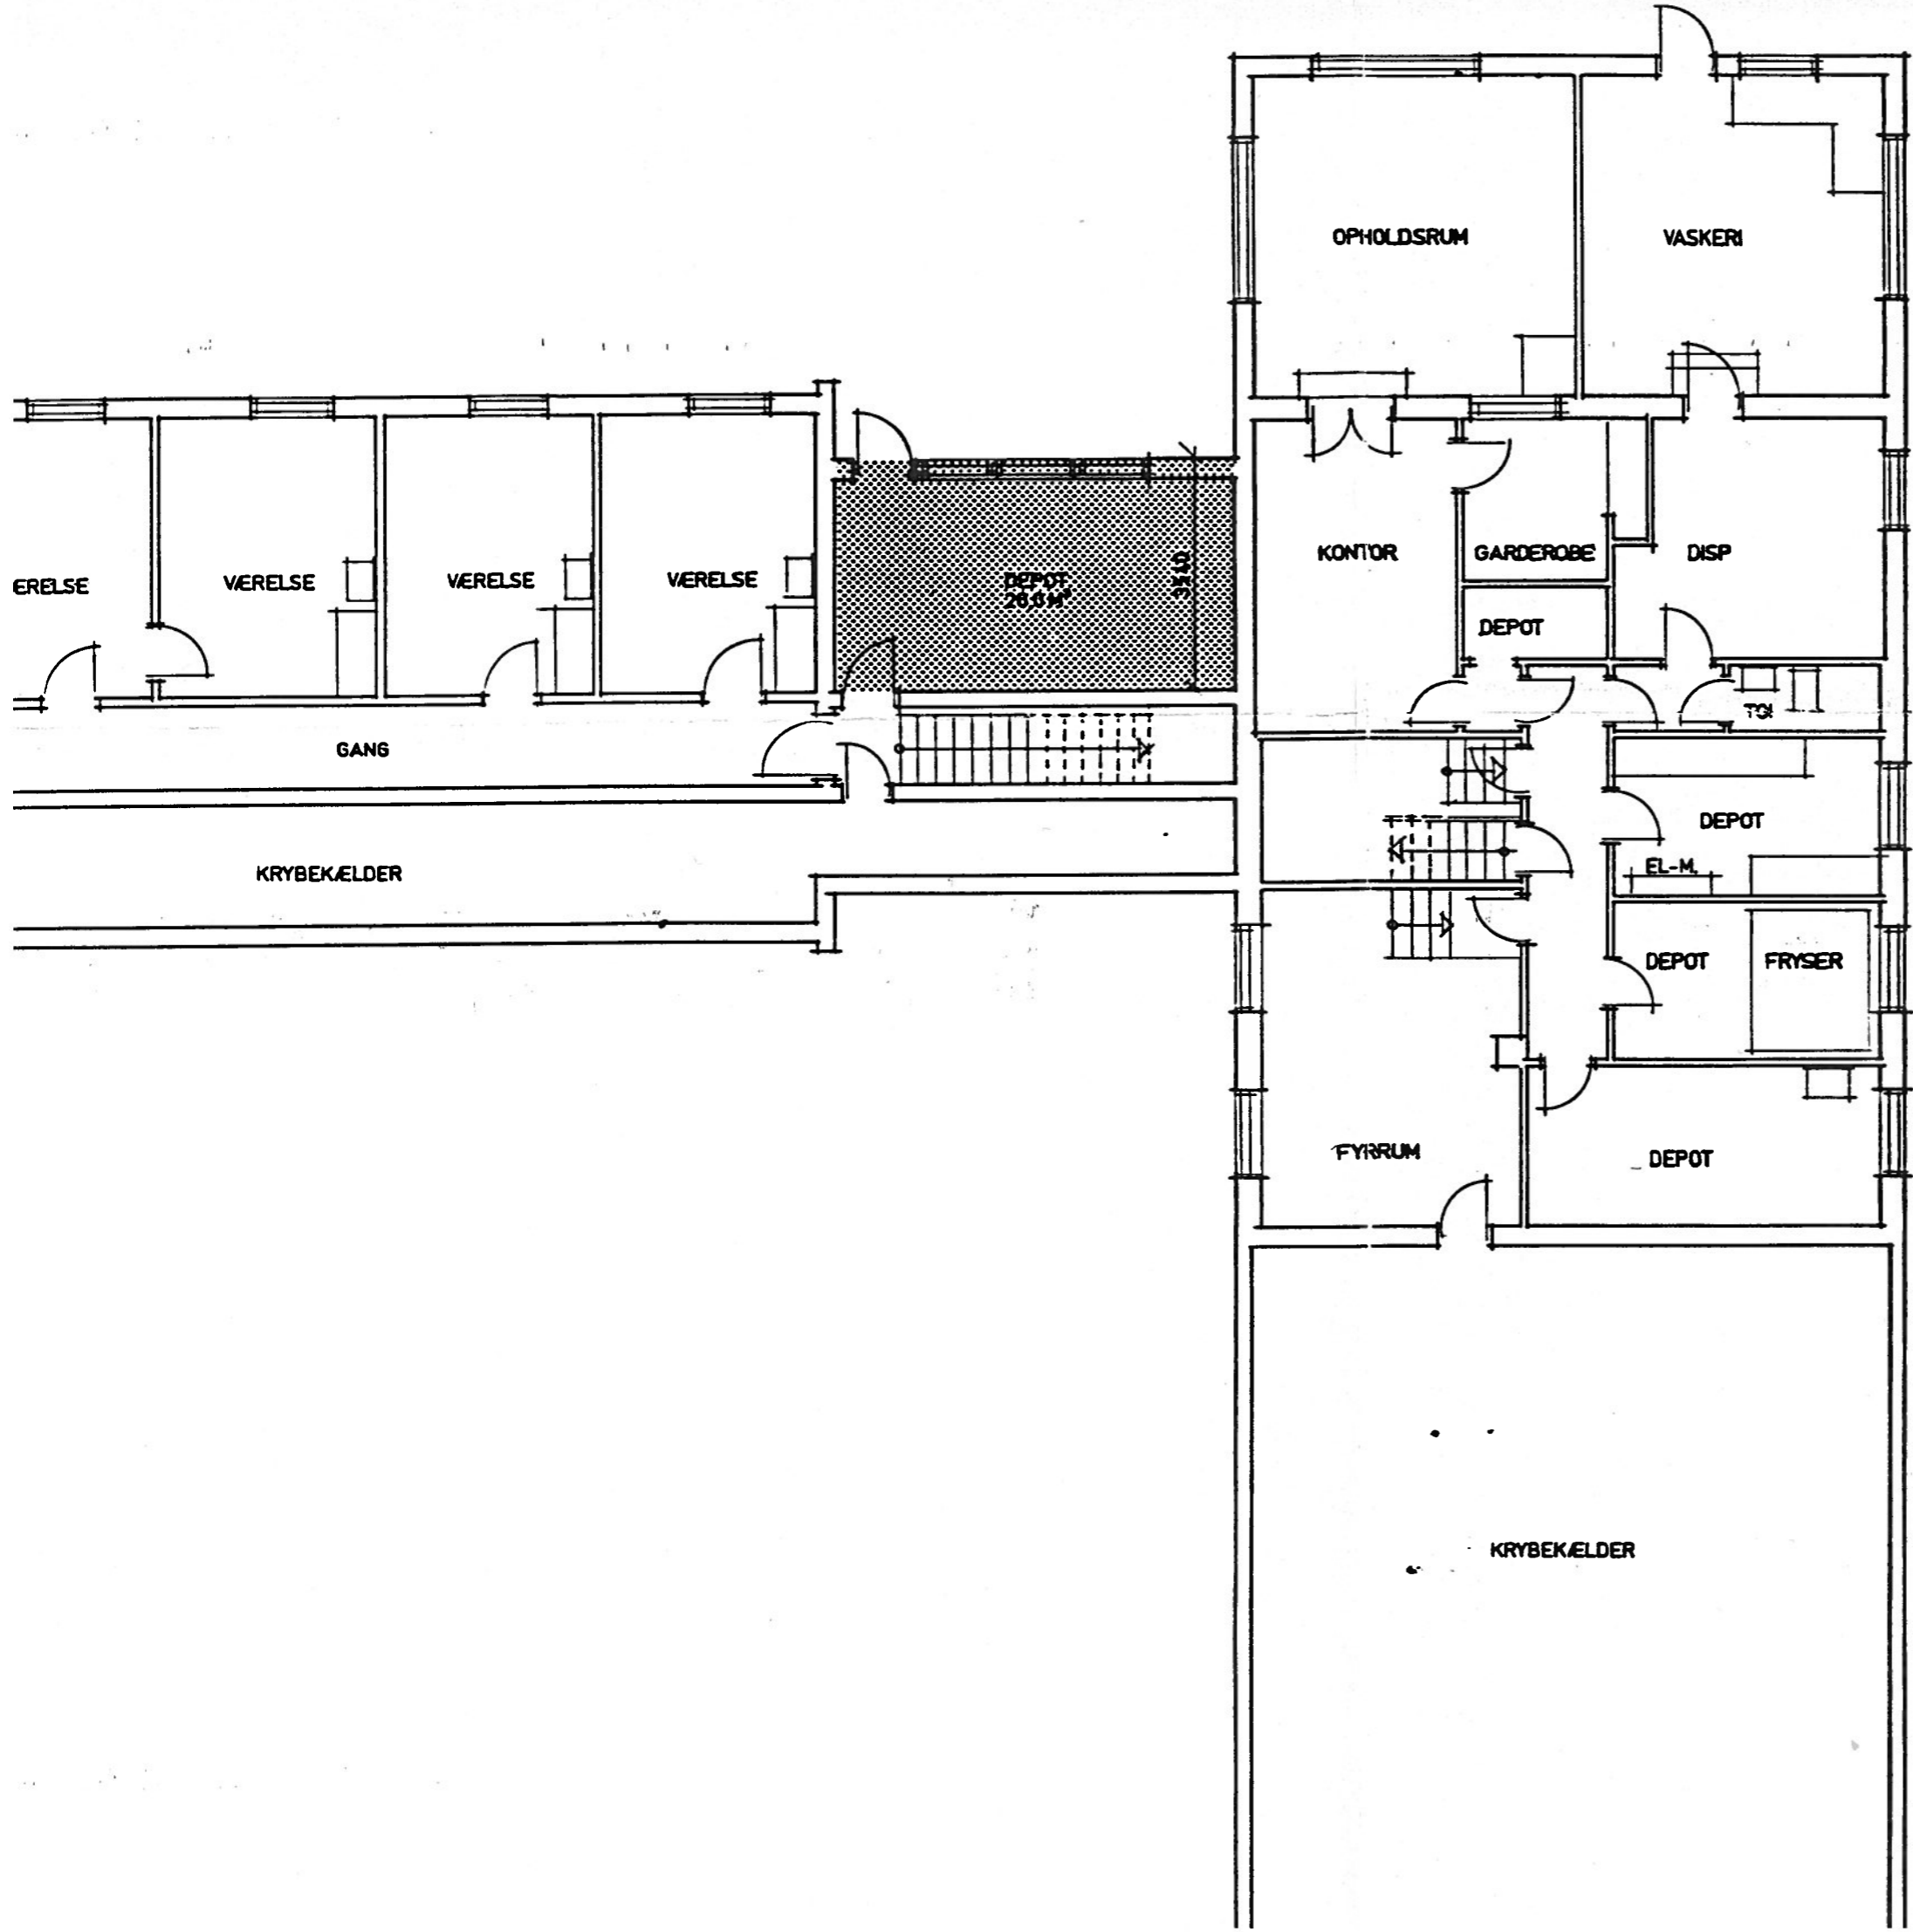 OPHOLDSRUM
VASKERI
ERELSE
VÆRELSE
VÆRELSE
VÆRELSE
DEPOT
3540
KONTOR
GARDEROBE
DISP
DEPOT
GANG
KRYBEKÆLDER
DEPOT
EL-M.
DEPOT
FRYSER
FYRRUM
DEPOT
KRYBEKÆLDER